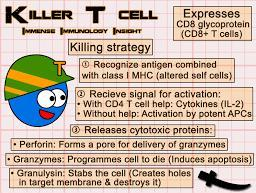 Killer T cell
Immense Immunology Insight
Expresses
CD8 glycoprotein
(CD8+ T cells)
Killing strategy
① Recognize antigen combined
with class I MHC (altered self cells)
T
② Recieve signal for activation:
• With CD4 T cell help: Cytokines (IL-2)
• Without help: Activation by potent APCs
③ Releases cytotoxic proteins:
• Perforin: Forms a pore for delivery of granzymes
• Granzymes: Programmes cell to die (Induces apoptosis)
• Granulysin: Stabs the cell (Creates holes
in target membrane & destroys it)